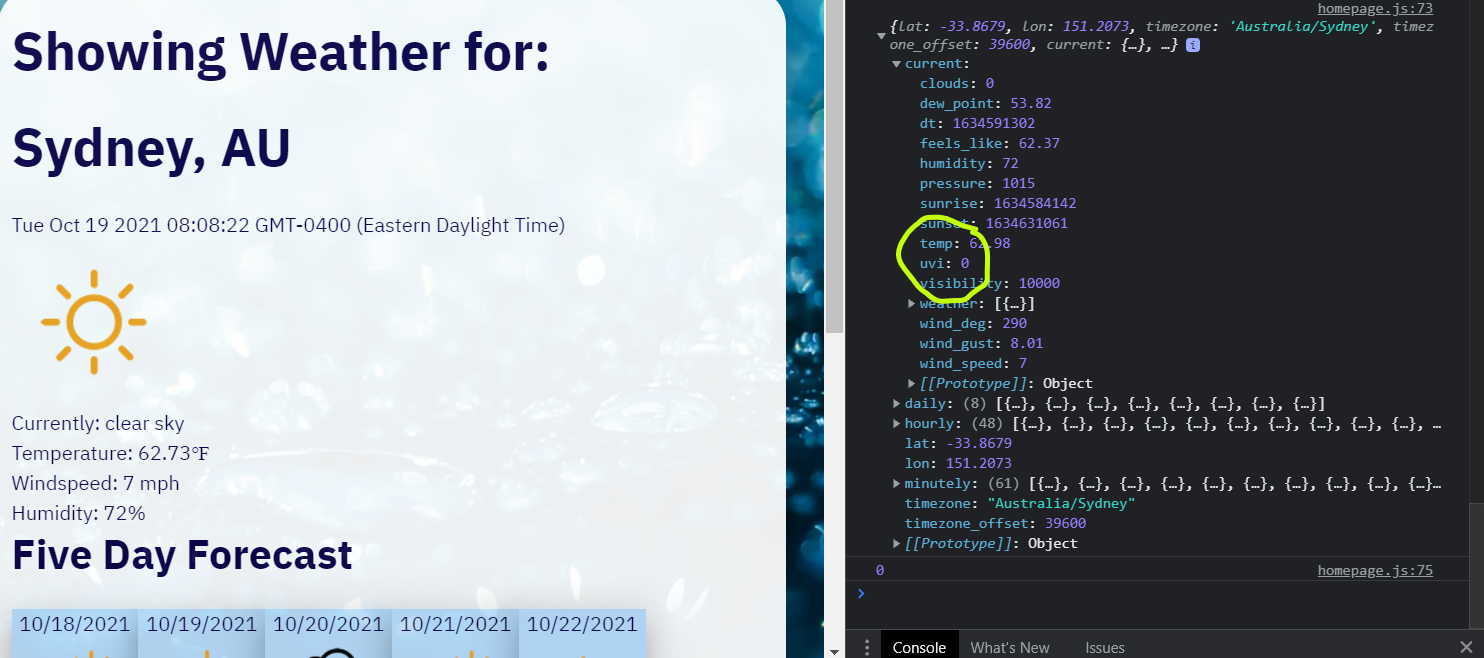 Showing Weather for:
Sydney, AU
Tue Oct 19 2021 08:08:22 GMT-0400 (Eastern Daylight Time)
Currently: clear sky
Temperature: 62.73°F
Windspeed: 7 mph
Humidity: 72%
Five Day Forecast
10/18/2021 10/19/2021 10/20/2021 10/21/2021 10/22/2021
homepage.js:73
{lat: -33.8679, lon: 151.2073, timezone: 'Australia/Sydney', timez
one_offset: 39600, current: {…}, …} i
current:
clouds: 0
dew_point: 53.82
dt: 1634591302
feels_like: 62.37
humidity: 72
pressure: 1015
sunrise: 1634584142
sunset: 1634631061
temp: 62.98
uvi: 0
visibility: 10000
weather: [{…}]
wind_deg: 290
wind_gust: 8.01
wind_speed: 7
[[Prototype]]: Object
daily: (8) [{…}, {…}, {…}, {…}, {…}, {…}, {…}, {…}]
hourly: (48) [{…}, {…}, {…}, {…}, {…}, {…}, {…}, {…}, {…}, {…}, …
lat: -33.8679
lon: 151.2073
minutely: (61) [{…}, {…}, {…}, {…}, {…}, {…}, {…}, {…}, {…}, {…}…
timezone: "Australia/Sydney"
timezone_offset: 39600
[[Prototype]]: Object
0 homepage.js:75
Console What's New Issues